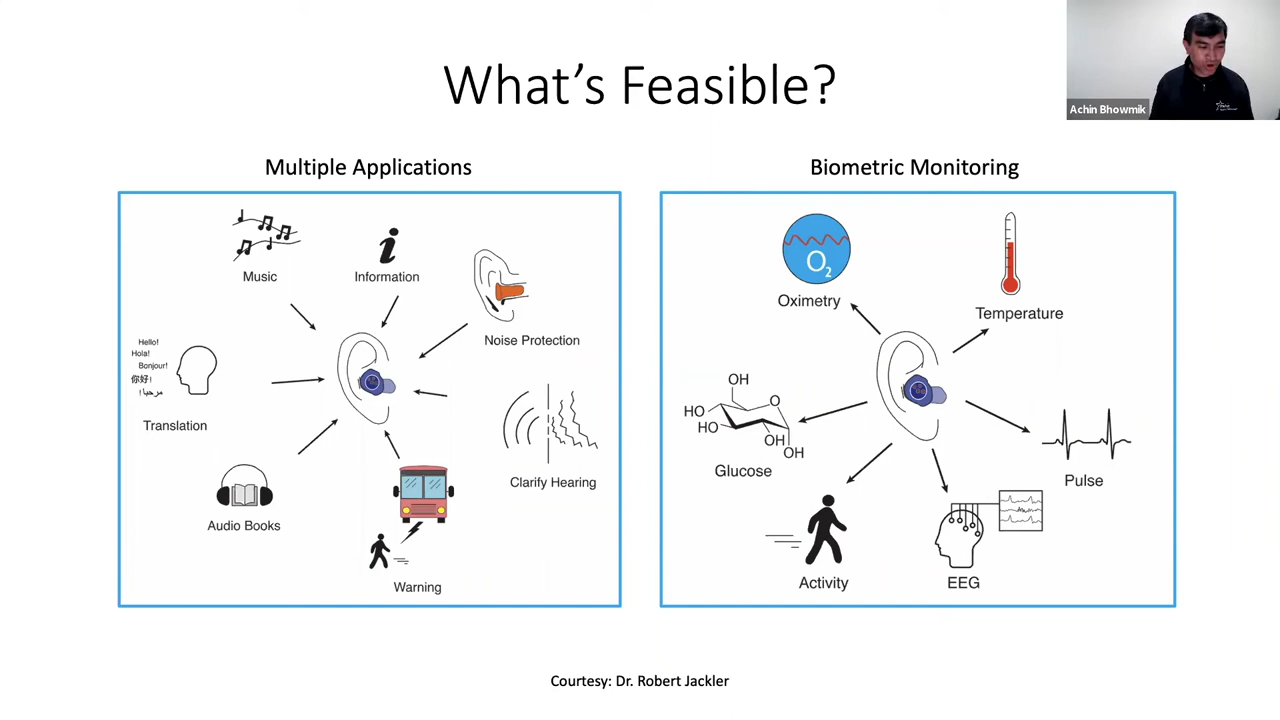 Achin Bhowmik
What's Feasible?
Multiple Applications
Music
Information
Noise Protection
Hello!
Hola!
Bonjour!
你好!
مرحبا!
Translation
Clarify Hearing
Audio Books
Warning
Biometric Monitoring
O2
Oximetry
Temperature
OH
HO
O
HO
OH
OH
Glucose
Pulse
Activity
EEG
Courtesy: Dr. Robert Jackler